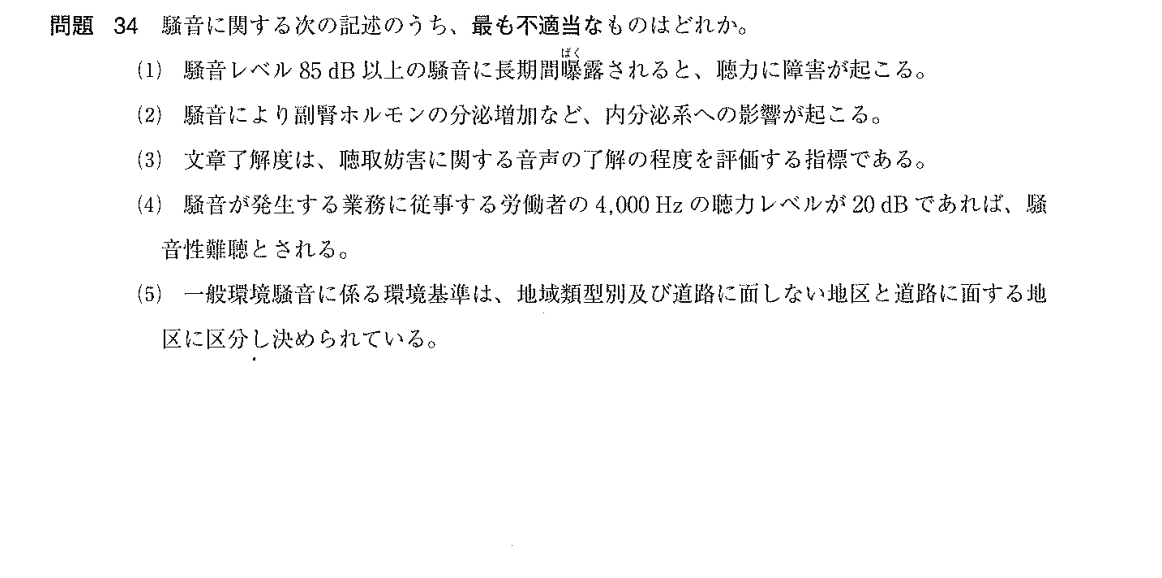 問題 34 騒音に関する次の記述のうち、最も不適当なものはどれか。
ばく
(1) 騒音レベル 85 dB 以上の騒音に長期間曝露されると、聴力に障害が起こる。
(2) 騒音により副腎ホルモンの分泌増加など、内分泌系への影響が起こる。
(3) 文章了解度は、聴取妨害に関する音声の了解の程度を評価する指標である。
(4) 騒音が発生する業務に従事する労働者の 4,000 Hz の聴力レベルが 20 dB であれば、騒
音性難聴とされる。
(5) 一般環境騒音に係る環境基準は、地域類型別及び道路に面しない地区と道路に面する地
区に区分し決められている。